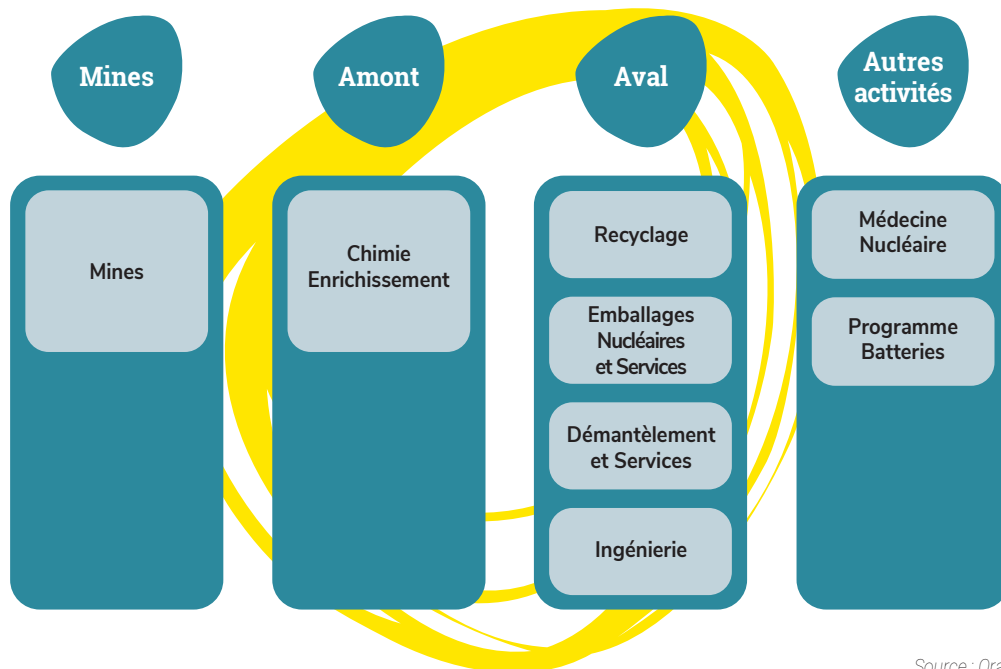 Mines
Amont
Aval
Autres
activités
Mines
Chimie
Enrichissement
Recyclage
Emballages
Nucléaires
et Services
Démantèlement
et Services
Ingénierie
Médecine
Nucléaire
Programme
Batteries
Source :